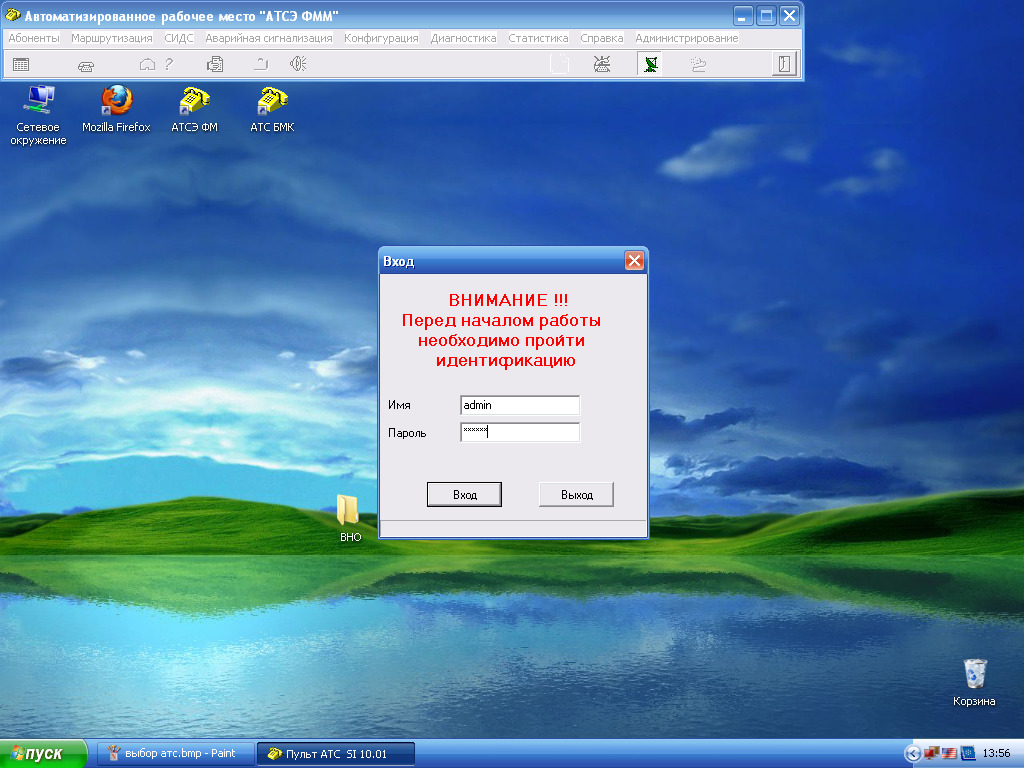 Автоматизированное рабочее место "АТСЭ ФММ"
Абоненты Маршрутизация СИДС Аварийная сигнализация Конфигурация Диагностика Статистика Справка Администрирование
Сетевое окружение
Mozilla Firefox
АТСЭ ФМ
АТС БМК
Вход
ВНИМАНИЕ !!!
Перед началом работы
необходимо пройти
идентификацию
Имя admin
Пароль ××××××
Вход Выход
ВНО
Корзина
пуск выбор атс.bmp - Paint Пульт АТС SI 10.01 13:56